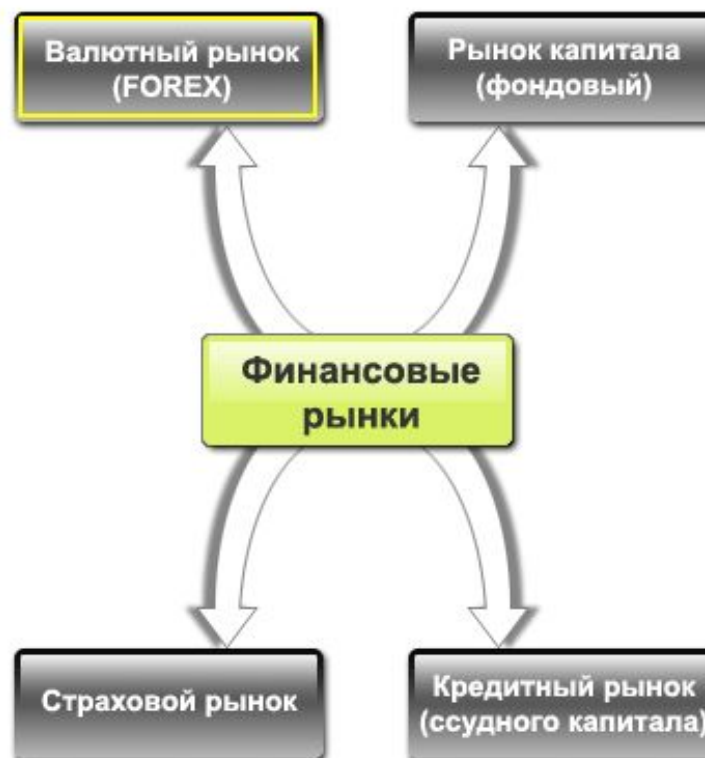 Валютный рынок
(FOREX)
Рынок капитала
(фондовый)
Финансовые
рынки
Страховой рынок
Кредитный рынок
(ссудного капитала)